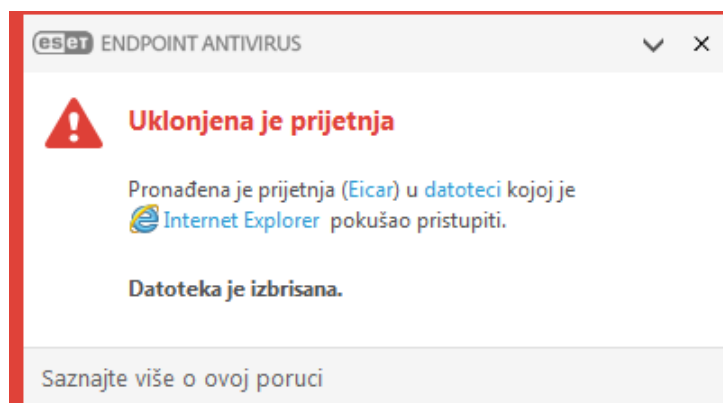 eset ENDPOINT ANTIVIRUS
Uklonjena je prijetnja
Pronađena je prijetnja (Eicar) u datoteci kojoj je
Internet Explorer pokušao pristupiti.
Datoteka je izbrisana.
Saznajte više o ovoj poruci